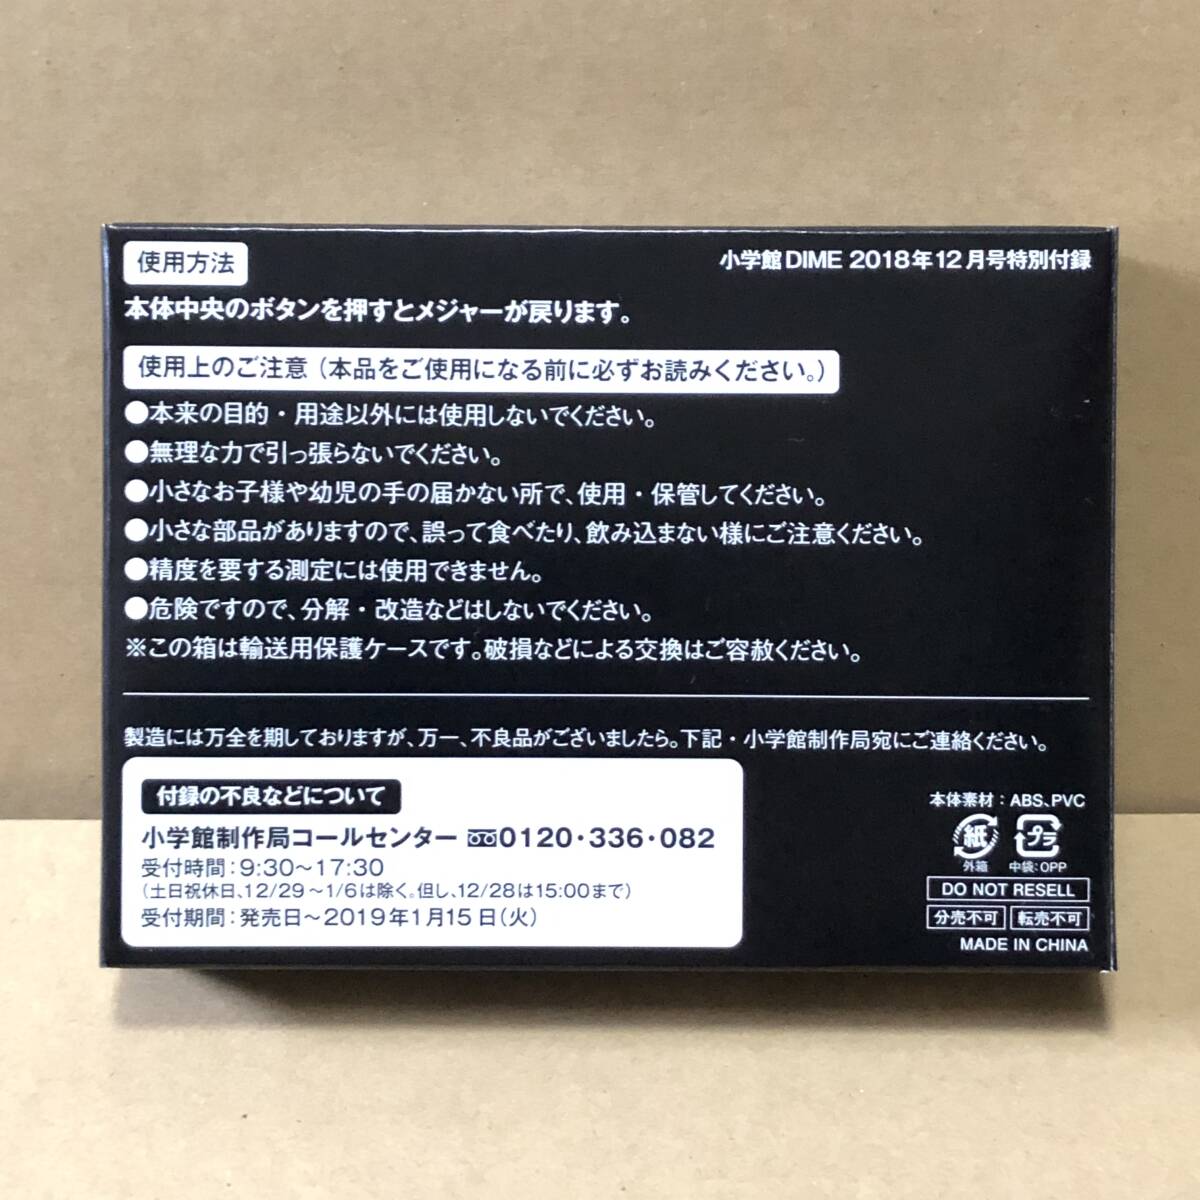 使用方法
小学館DIME 2018年12月号特別付録
本体中央のボタンを押すとメジャーが戻ります。
使用上のご注意（本品をご使用になる前に必ずお読みください。）
●本来の目的・用途以外には使用しないでください。
●無理な力で引っ張らないでください。
●小さなお子様や幼児の手の届かない所で、使用・保管してください。
●小さな部品がありますので、誤って食べたり、飲み込まない様にご注意ください。
●精度を要する測定には使用できません。
●危険ですので、分解・改造などはしないでください。
※この箱は輸送用保護ケースです。破損などによる交換はご容赦ください。
製造には万全を期しておりますが、万一、不良品がございましたら。下記・小学館制作局宛にご連絡ください。
付録の不良などについて
小学館制作局コールセンター 0120・336・082
受付時間：9:30〜17:30
（土日祝休日、12/29〜1/6は除く。但し、12/28は15:00まで）
受付期間：発売日〜2019年1月15日（火）
本体素材：ABS、PVC
紙 プラ
外箱 中袋：OPP
DO NOT RESELL
分売不可 転売不可
MADE IN CHINA